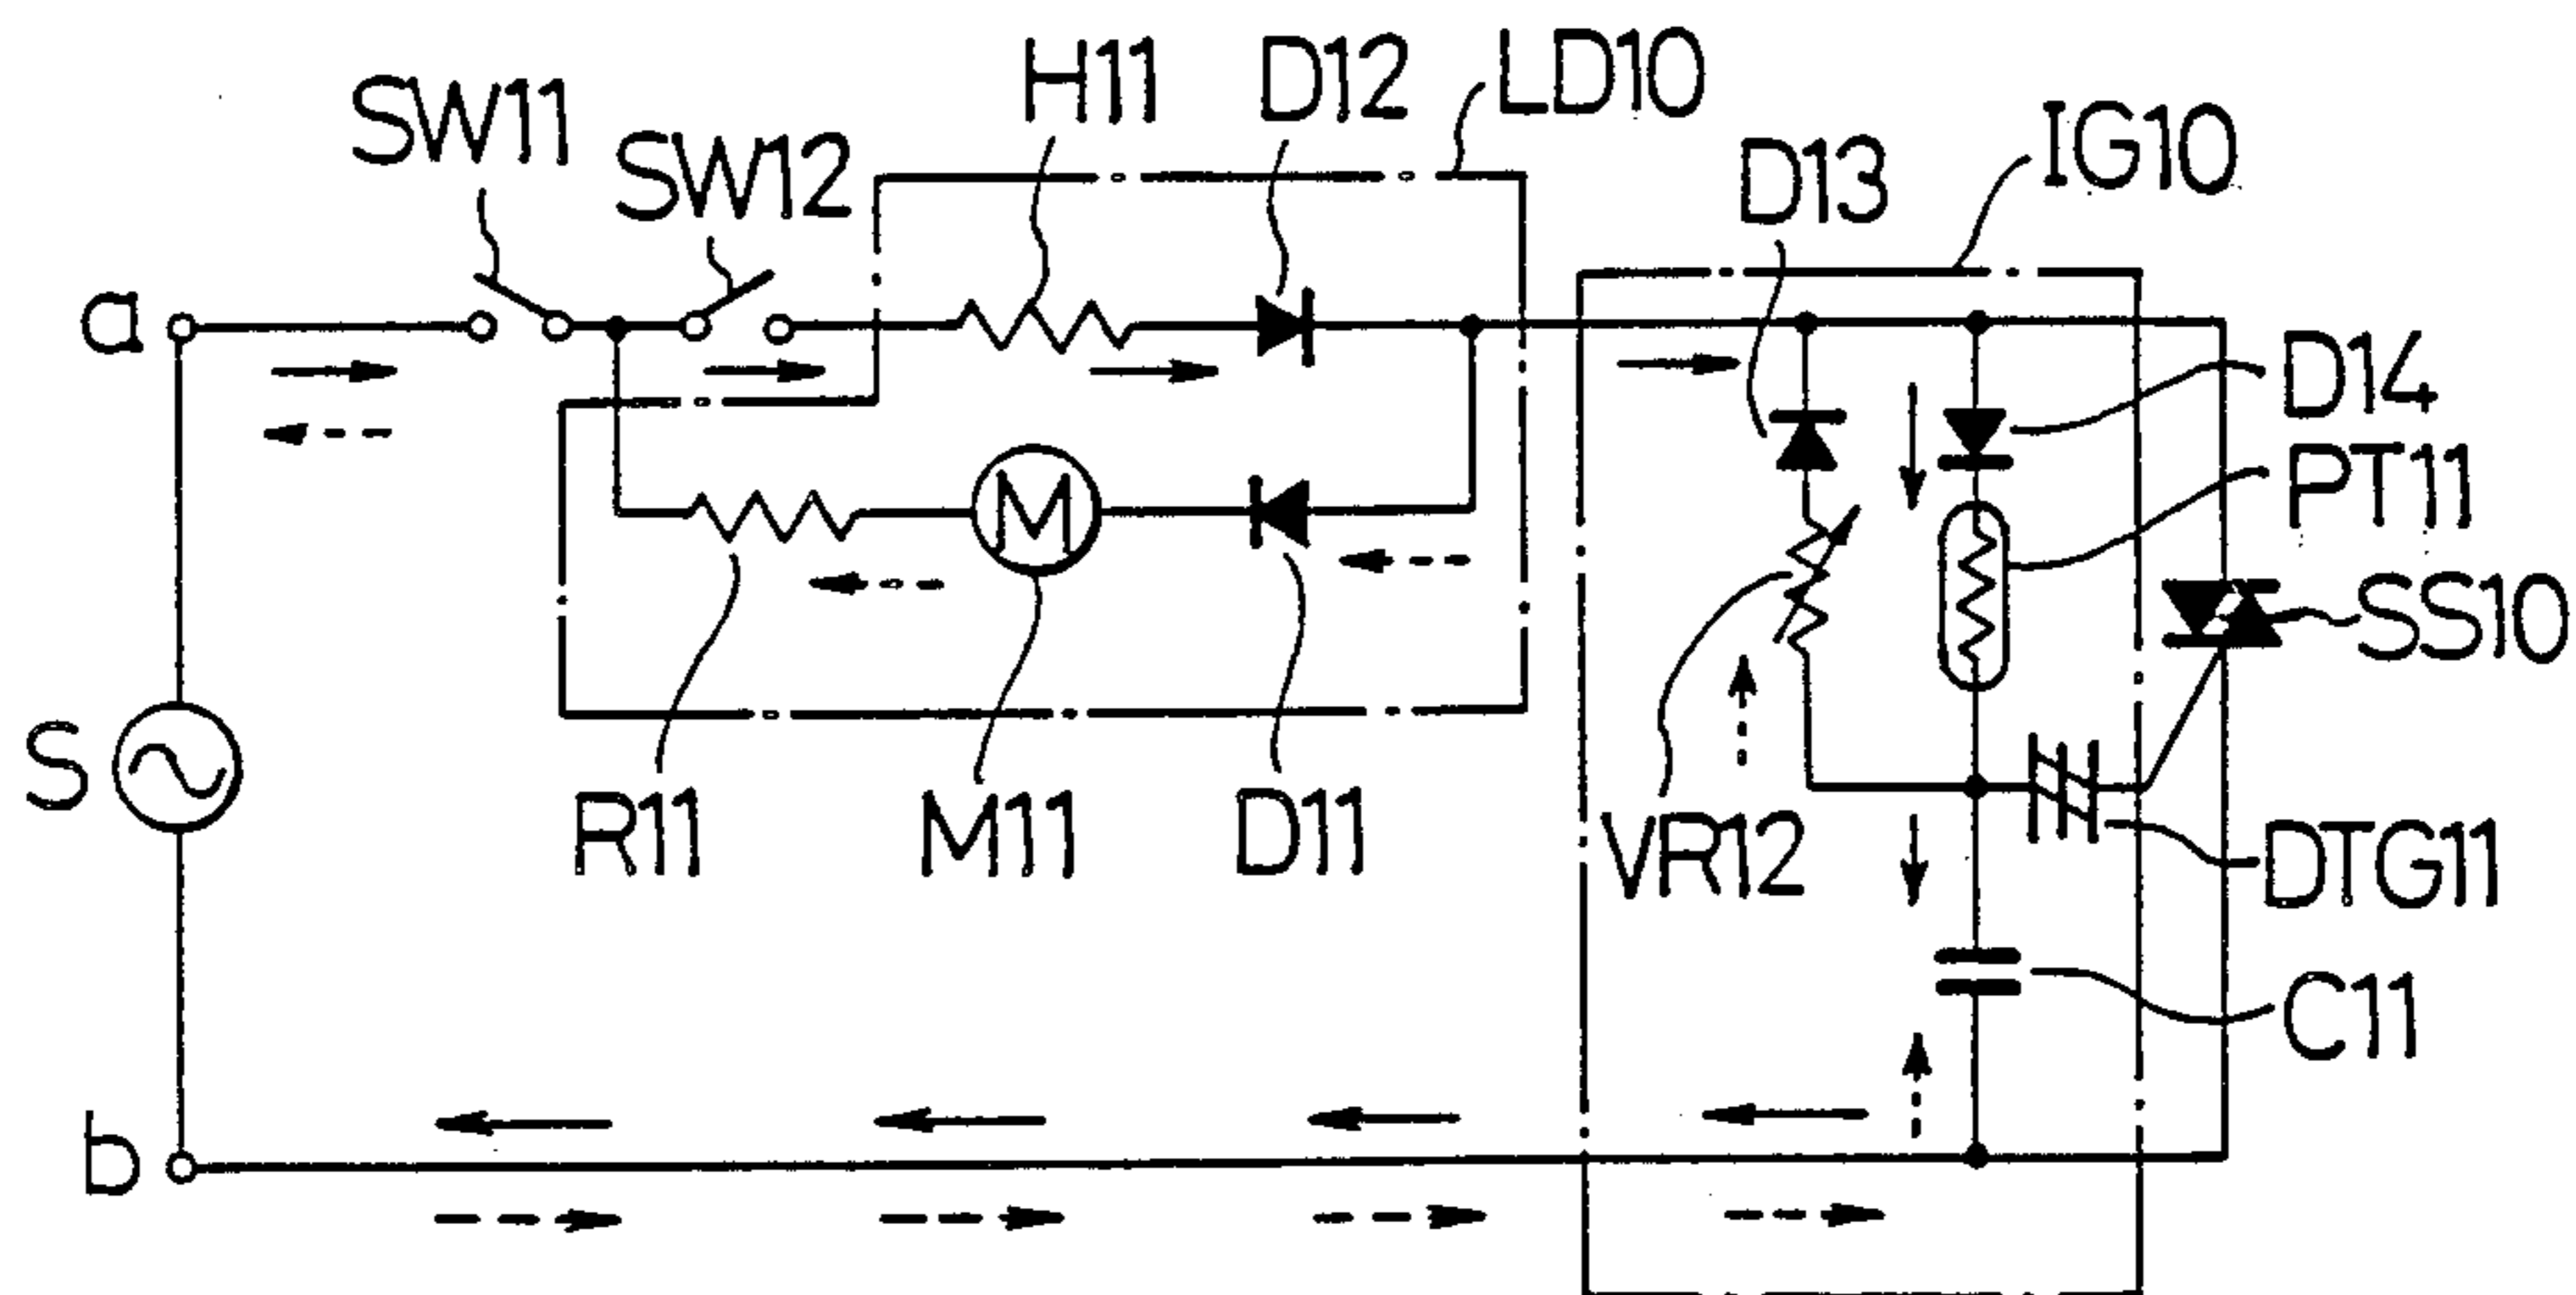 SW11
SW12
H11
D12
LD10
D13
IG10
a
D14
PT11
M
SS10
S
R11
M11
D11
VR12
DTG11
C11
b